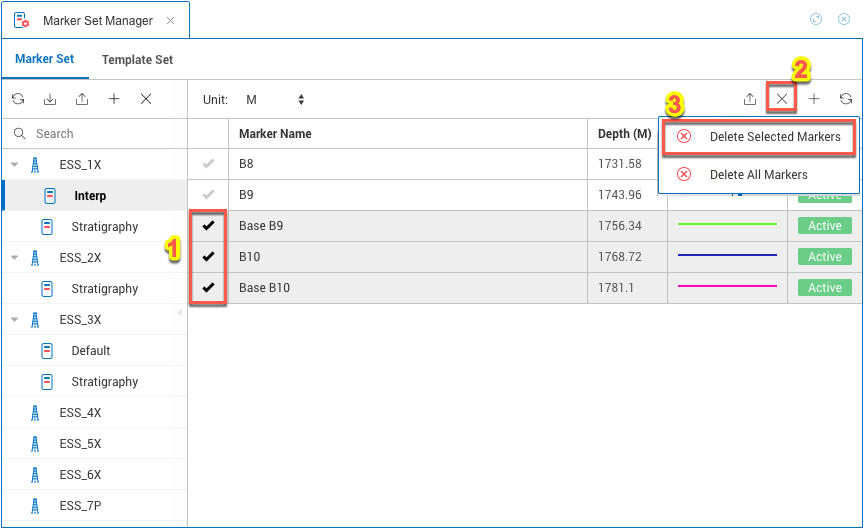 Marker Set Manager
Marker Set Template Set
Unit: M
2
3
Search
Marker Name Depth (M)
Delete Selected Markers
Delete All Markers
ESS_1X
B8 1731.58
Interp
B9 1743.96 Active
Stratigraphy
Base B9 1756.34 Active
1
ESS_2X
B10 1768.72 Active
Stratigraphy
Base B10 1781.1 Active
ESS_3X
Default
Stratigraphy
ESS_4X
ESS_5X
ESS_6X
ESS_7P